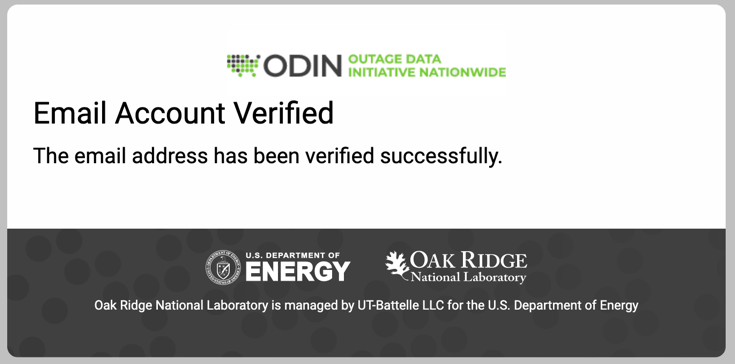 ODIN OUTAGE DATA
INITIATIVE NATIONWIDE
Email Account Verified
The email address has been verified successfully.
U.S. DEPARTMENT OF
ENERGY
OAK RIDGE
National Laboratory
Oak Ridge National Laboratory is managed by UT-Battelle LLC for the U.S. Department of Energy